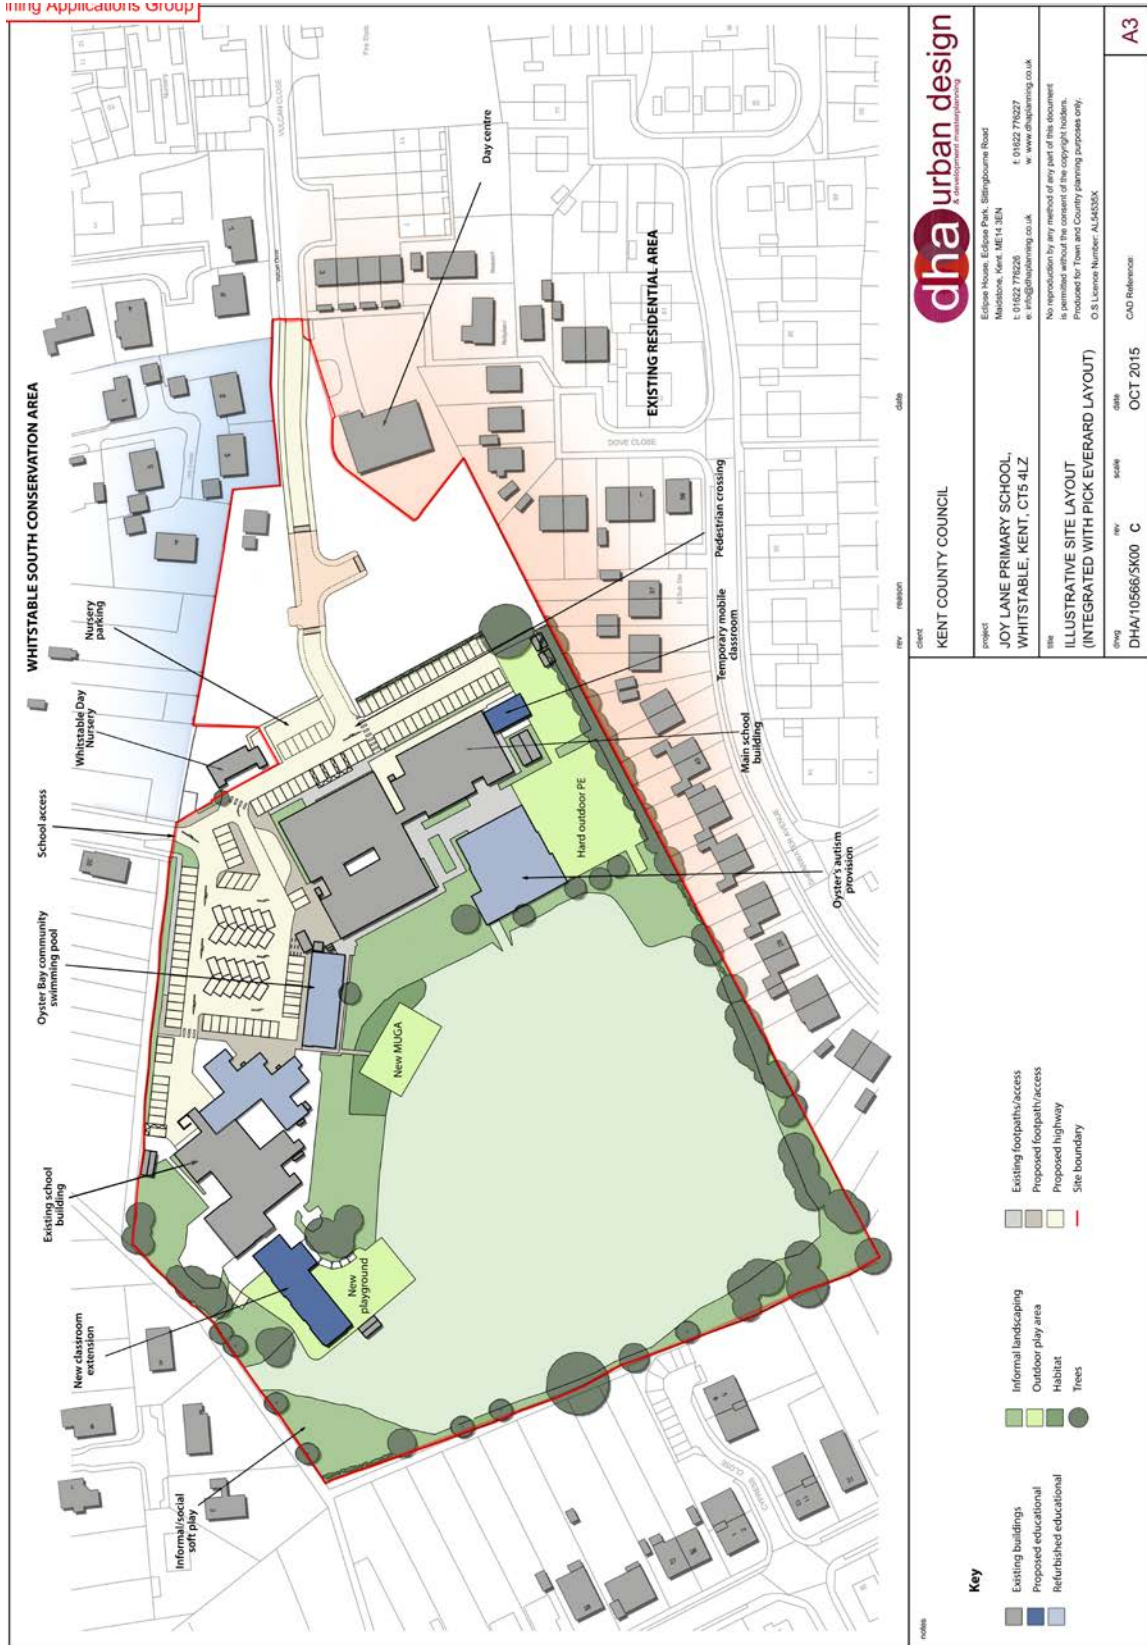 ning Applications Group
WHITSTABLE SOUTH CONSERVATION AREA
Informal/social
soft play
New classroom
extension
Existing school
building
Oyster Bay community
swimming pool
School access
Whitstable Day
Nursery
Nursery
parking
Day centre
EXISTING RESIDENTIAL AREA
Pedestrian crossing
Temporary mobile
classroom
Main school
building
Oyster's autism
provision
Hard outdoor PE
New MUGA
New
playground
VULCAN CLOSE
DOVE CLOSE
CYPRESS CLOSE
notes
Key
Existing buildings
Proposed educational
Refurbished educational
Informal landscaping
Outdoor play area
Habitat
Trees
Existing footpaths/access
Proposed footpath/access
Proposed highway
Site boundary
rev
reason
date
client
KENT COUNTY COUNCIL
project
JOY LANE PRIMARY SCHOOL,
WHITSTABLE, KENT, CT5 4LZ
title
ILLUSTRATIVE SITE LAYOUT
(INTEGRATED WITH PICK EVERARD LAYOUT)
drwg
rev
scale
date
DHA/10566/SK00
C
OCT 2015
dha urban design
& development masterplanning
Eclipse House, Eclipse Park, Sittingbourne Road
Maidstone, Kent. ME14 3EN
t: 01622 776226
f: 01622 776227
e: info@dhaplanning.co.uk
w: www.dhaplanning.co.uk
No reproduction by any method of any part of this document
is permitted without the consent of the copyright holders.
Produced for Town and Country planning purposes only.
O.S Licence Number: AL54535X
CAD Reference:
A3